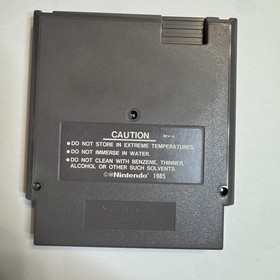 CAUTION REV-A
•DO NOT STORE IN EXTREME TEMPERATURES.
•DO NOT IMMERSE IN WATER.
•DO NOT CLEAN WITH BENZENE, THINNER,
ALCOHOL OR OTHER SUCH SOLVENTS.
©Nintendo 1985